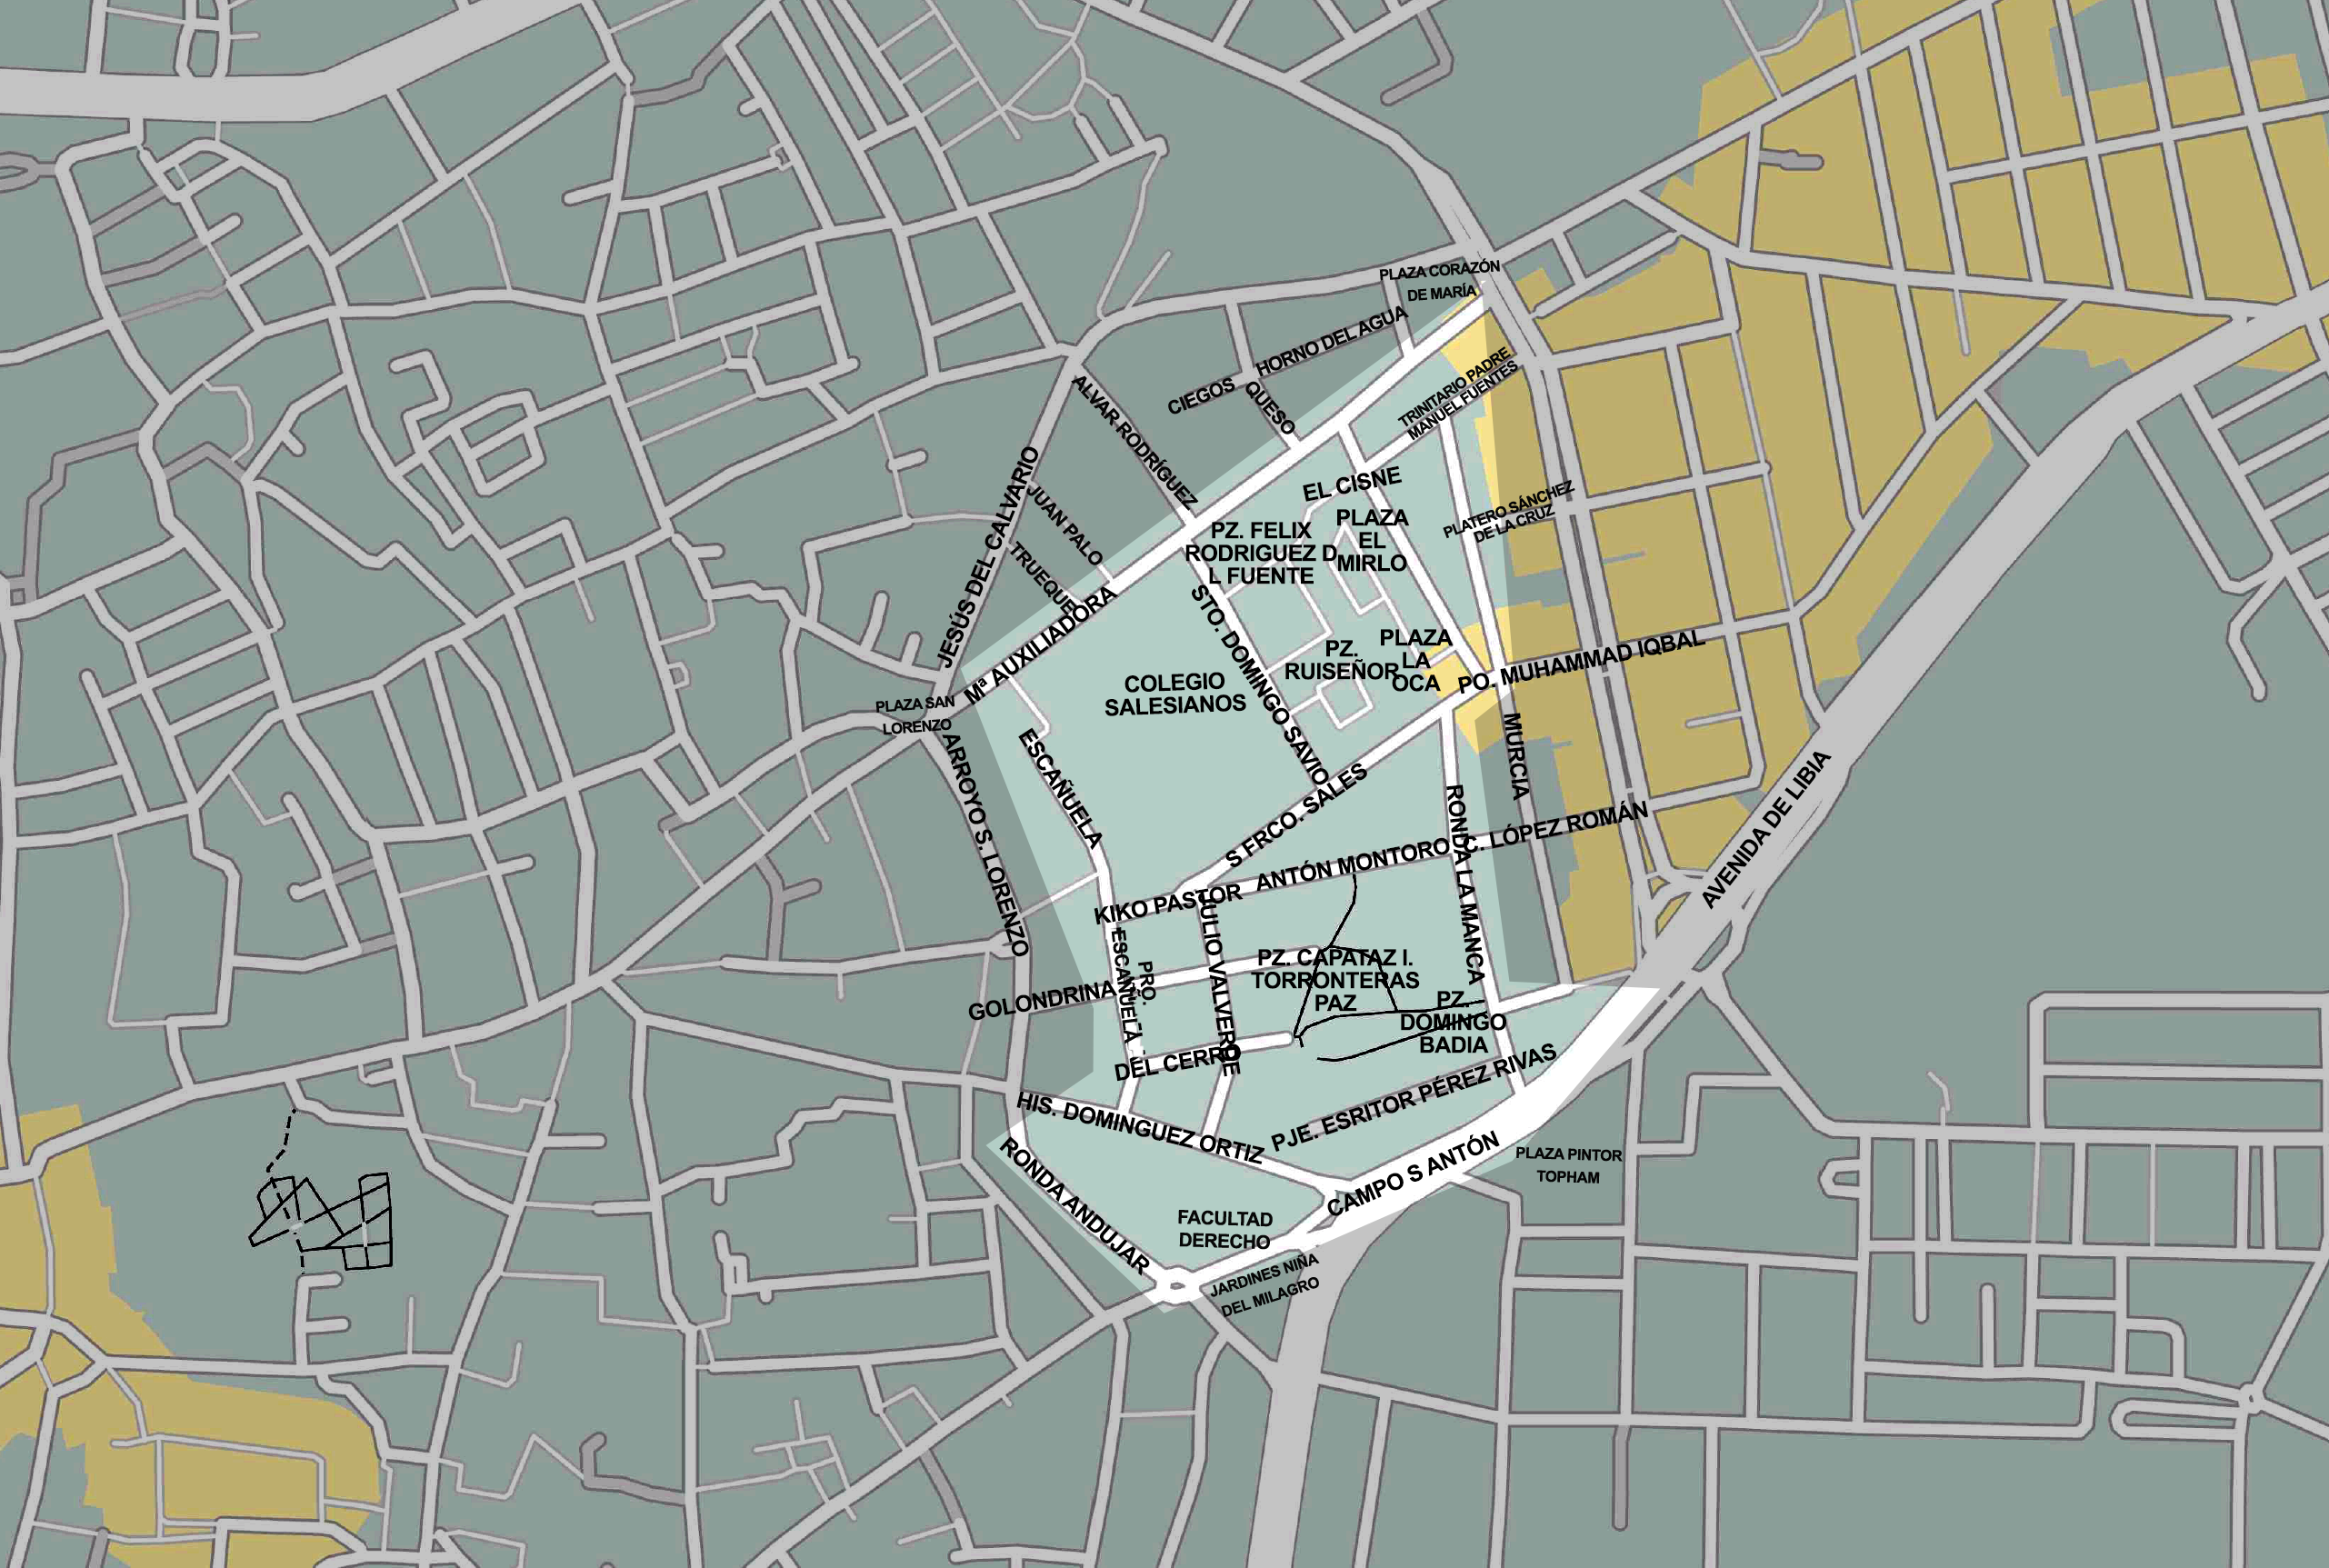 PLAZA CORAZÓN
DE MARÍA
HORNO DEL AGUA
CIEGOS
QUESO
TRINITARIO PADRE
MANUEL FUENTES
ALVAR RODRÍGUEZ
JESÚS DEL CALVARIO
JUAN PALO
TRUEQUE
EL CISNE
PLATERO SÁNCHEZ
DE LA CRUZ
PZ. FELIX
RODRIGUEZ D
L FUENTE
PLAZA
EL
MIRLO
Mª AUXILIADORA
STO. DOMINGO SAVIO
PLAZA
LA
OCA
PZ.
RUISEÑOR
PO. MUHAMMAD IQBAL
COLEGIO
SALESIANOS
PLAZA SAN
LORENZO
ESCAÑUELA
ARROYO S. LORENZO
MURCIA
AVENIDA DE LIBIA
S FRCO. SALES
RONDA LA MANCA
C. LÓPEZ ROMÁN
ANTÓN MONTORO
KIKO PASTOR
JULIO VALVERDE
PRO.
ESCAÑUELA
GOLONDRINA
PZ. CAPATAZ I.
TORRONTERAS
PAZ
PZ.
DOMINGO
BADIA
DEL CERRO
PJE. ESRITOR PÉREZ RIVAS
HIS. DOMINGUEZ ORTIZ
CAMPO S ANTÓN
PLAZA PINTOR
TOPHAM
RONDA ANDUJAR
FACULTAD
DERECHO
JARDINES NIÑA
DEL MILAGRO